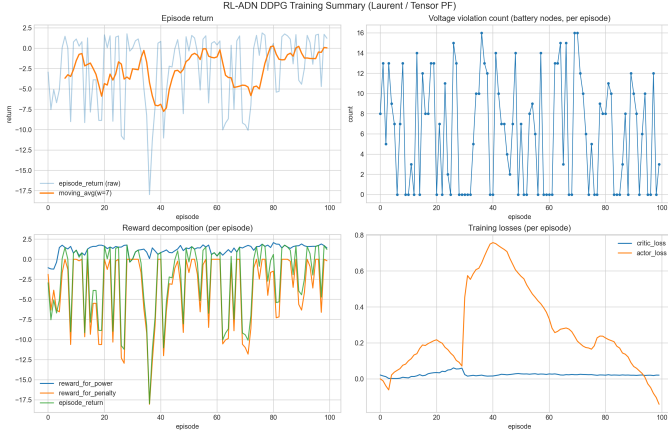 RL-ADN DDPG Training Summary (Laurent / Tensor PF)
Episode return
2.5
0.0
−2.5
−5.0
−7.5
−10.0
−12.5
−15.0
−17.5
return
episode_return (raw)
moving_avg(w=7)
0 20 40 60 80 100
episode
Voltage violation count (battery nodes, per episode)
16
14
12
10
8
6
4
2
0
count
0 20 40 60 80 100
episode
Reward decomposition (per episode)
2.5
0.0
−2.5
−5.0
−7.5
−10.0
−12.5
−15.0
−17.5
reward_for_power
reward_for_penalty
episode_return
0 20 40 60 80 100
episode
Training losses (per episode)
0.8
0.6
0.4
0.2
0.0
critic_loss
actor_loss
0 20 40 60 80 100
episode